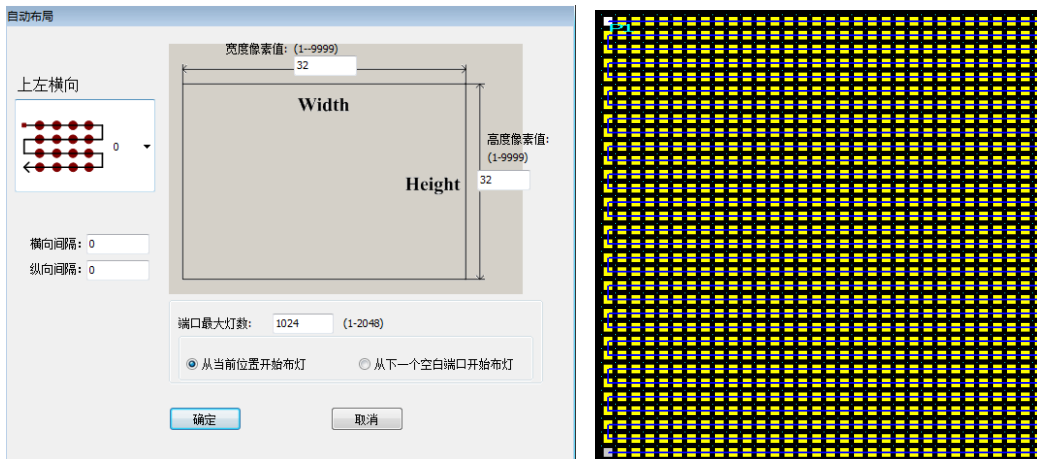 自动布局
宽度像素值: (1--9999)
32
上左横向
Width
0
高度像素值:
(1-9999)
Height
32
横向间隔: 0
纵向间隔: 0
端口最大灯数: 1024 (1-2048)
从当前位置开始布灯 从下一个空白端口开始布灯
确定 取消
P1